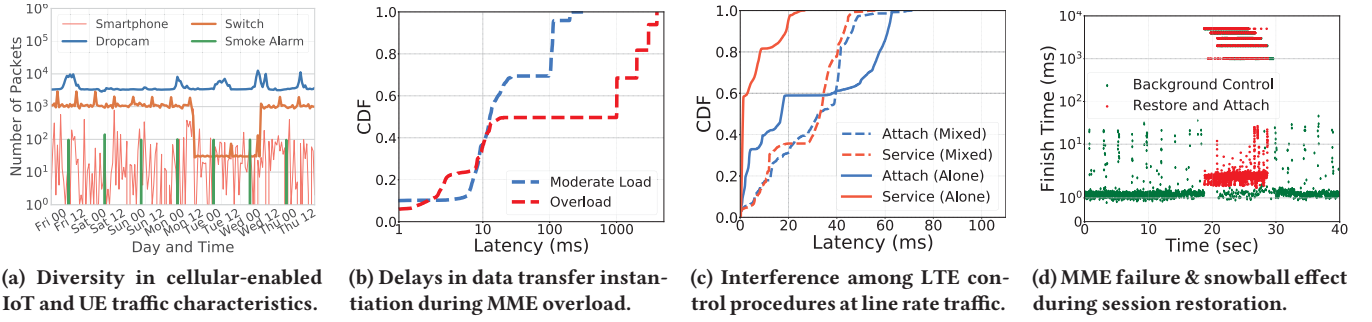 Smartphone
Switch
Dropcam
Smoke Alarm
Number of Packets
10⁶
10⁵
10⁴
10³
10²
10¹
10⁰
Fri 00
Fri 12
Sat 00
Sat 12
Sun 00
Sun 12
Mon 00
Mon 12
Tue 00
Tue 12
Wed 00
Wed 12
Thu 00
Thu 12
Day and Time
CDF
1.0
0.8
0.6
0.4
0.2
0.0
1
10
100
1000
Moderate Load
Overload
Latency (ms)
CDF
1.0
0.8
0.6
0.4
0.2
0.0
0
20
40
60
80
100
Attach (Mixed)
Service (Mixed)
Attach (Alone)
Service (Alone)
Latency (ms)
Finish Time (ms)
10⁴
10³
10²
10¹
10⁰
0
0
10
20
30
40
Background Control
Restore and Attach
Time (sec)
(a) Diversity in cellular-enabled
IoT and UE traffic characteristics.
(b) Delays in data transfer instan-
tiation during MME overload.
(c) Interference among LTE con-
trol procedures at line rate traffic.
(d) MME failure & snowball effect
during session restoration.